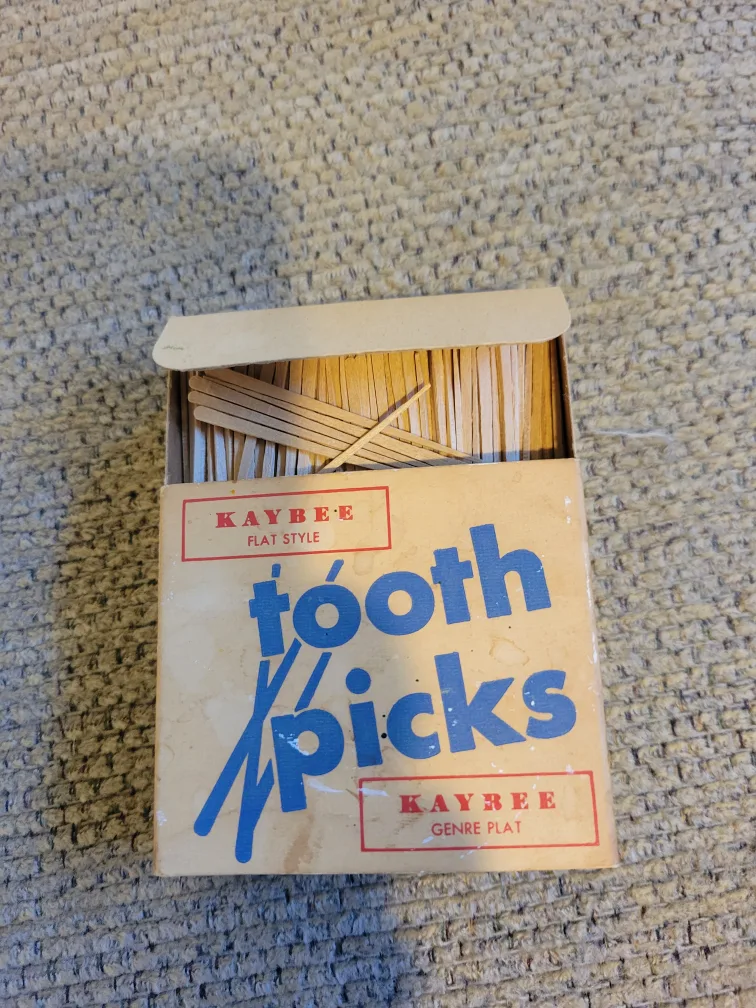 KAYBEE
FLAT STYLE
tooth
picks
KAYBEE
GENRE PLAT